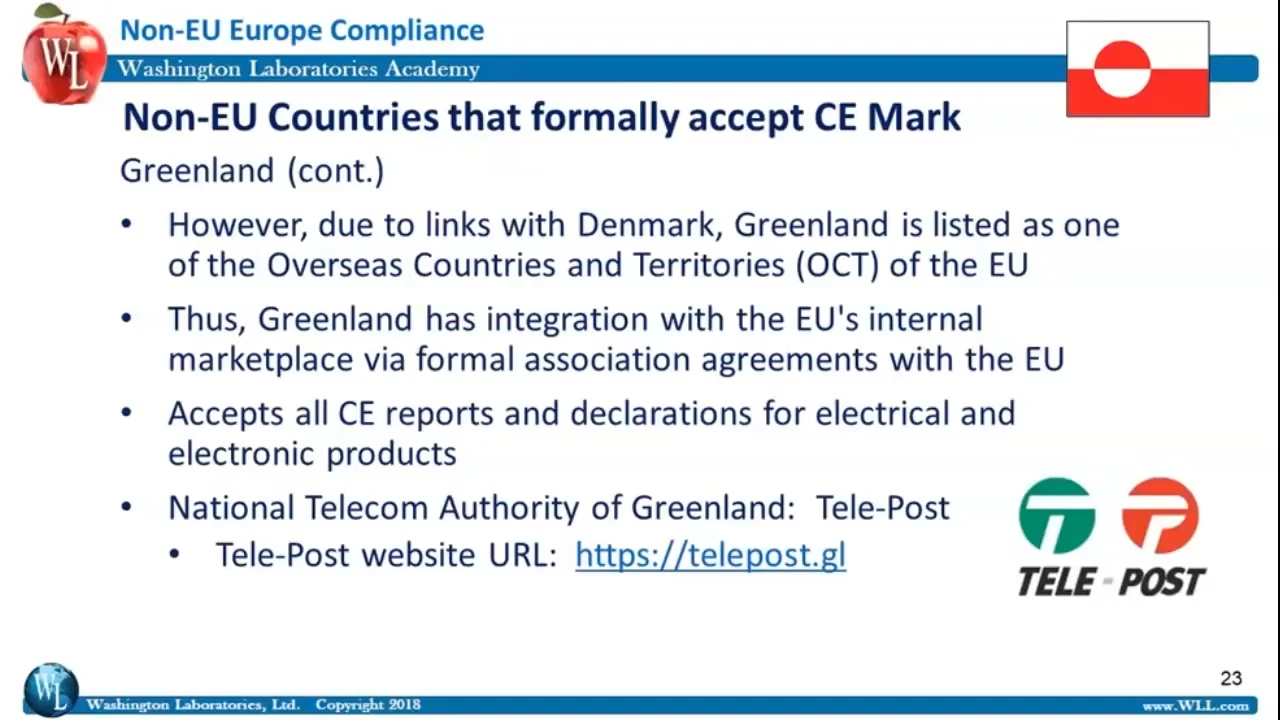 Non-EU Europe Compliance
WL
Washington Laboratories Academy
Non-EU Countries that formally accept CE Mark
Greenland (cont.)
• However, due to links with Denmark, Greenland is listed as one
of the Overseas Countries and Territories (OCT) of the EU
• Thus, Greenland has integration with the EU's internal
marketplace via formal association agreements with the EU
• Accepts all CE reports and declarations for electrical and
electronic products
• National Telecom Authority of Greenland: Tele-Post
• Tele-Post website URL: https://telepost.gl
TELE-POST
23
WL
Washington Laboratories, Ltd. Copyright 2018
www.WLL.com